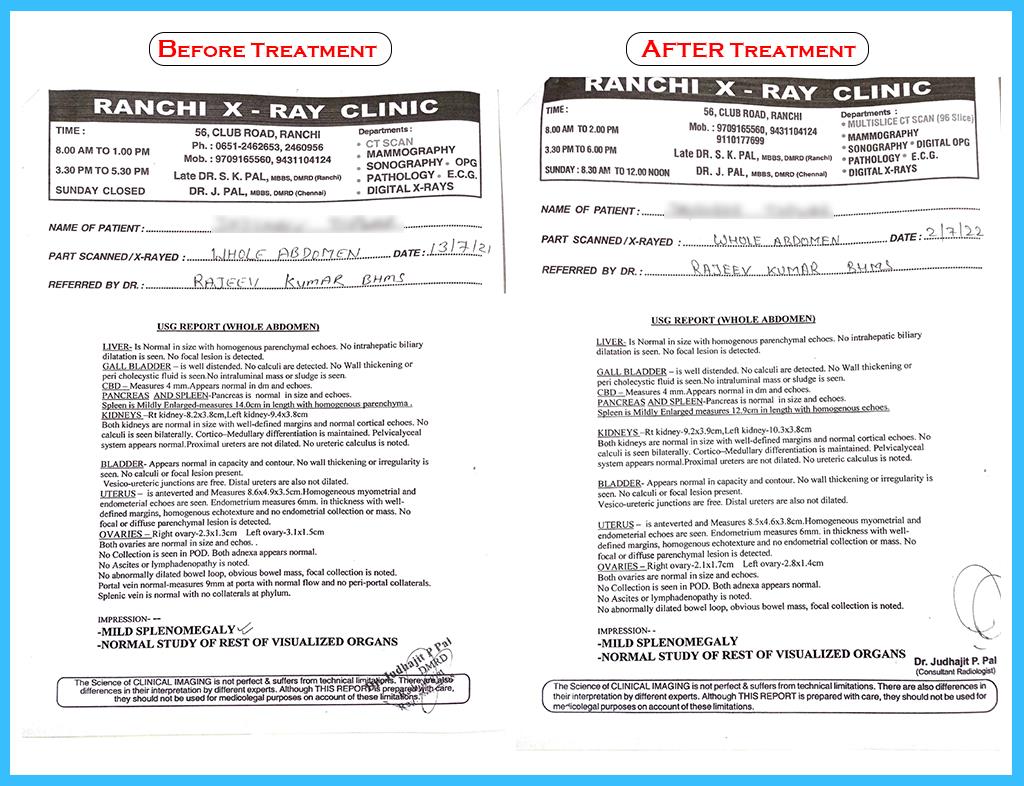 BEFORE TREATMENT
RANCHI X - RAY CLINIC
TIME :
8.00 AM TO 1.00 PM
3.30 PM TO 5.30 PM
SUNDAY CLOSED
56, CLUB ROAD, RANCHI
Ph. : 0651-2462653, 2460956
Mob. : 9709165560, 9431104124
Late DR. S. K. PAL, MBBS, DMRD (Ranchi)
DR. J. PAL, MBBS, DMRD (Chennai)
Departments :
• CT SCAN
• MAMMOGRAPHY
• SONOGRAPHY • OPG
• PATHOLOGY • E.C.G.
• DIGITAL X-RAYS
NAME OF PATIENT :
PART SCANNED/X-RAYED : WHOLE ABDOMEN DATE : 13/7/21
REFERRED BY DR. : RAJEEV KUMAR BHMS
USG REPORT (WHOLE ABDOMEN)
LIVER- Is Normal in size with homogenous parenchymal echoes. No intrahepatic biliary
dilatation is seen. No focal lesion is detected.
GALL BLADDER – is well distended. No calculi are detected. No Wall thickening or
peri cholecystic fluid is seen.No intraluminal mass or sludge is seen.
CBD – Measures 4 mm.Appears normal in dm and echoes.
PANCREAS AND SPLEEN-Pancreas is normal in size and echoes.
Spleen is Mildly Enlarged-measures 14.0cm in length with homogenous parenchyma .
KIDNEYS –Rt kidney-8.2x3.8cm,Left kidney-9.4x3.8cm
Both kidneys are normal in size with well-defined margins and normal cortical echoes. No
calculi is seen bilaterally. Cortico–Medullary differentiation is maintained. Pelvicalyceal
system appears normal.Proximal ureters are not dilated. No ureteric calculus is noted.
BLADDER- Appears normal in capacity and contour. No wall thickening or irregularity is
seen. No calculi or focal lesion present.
Vesico-ureteric junctions are free. Distal ureters are also not dilated.
UTERUS – is anteverted and Measures 8.6x4.9x3.5cm.Homogeneous myometrial and
endometerial echoes are seen. Endometrium measures 6mm. in thickness with well-
defined margins, homogenous echotexture and no endometrial collection or mass. No
focal or diffuse parenchymal lesion is detected.
OVARIES – Right ovary-2.3x1.3cm Left ovary-3.1x1.5cm
Both ovaries are normal in size and echos. .
No Collection is seen in POD. Both adnexa appears normal.
No Ascites or lymphadenopathy is noted.
No abnormally dilated bowel loop, obvious bowel mass, focal collection is noted.
Portal vein normal-measures 9mm at porta with normal flow and no peri-portal collaterals.
Splenic vein is normal with no collaterals at phylum.
IMPRESSION- --
-MILD SPLENOMEGALY
-NORMAL STUDY OF REST OF VISUALIZED ORGANS
Judhajit P Pal
DMRD
The Science of CLINICAL IMAGING is not perfect & suffers from technical limitations. There are also
differences in their interpretation by different experts. Although THIS REPORT is prepared with care,
they should not be used for medicolegal purposes on account of these limitations.
AFTER TREATMENT
RANCHI X - RAY CLINIC
TIME :
8.00 AM TO 2.00 PM
3.30 PM TO 6.00 PM
SUNDAY : 8.30 AM TO 12.00 NOON
56, CLUB ROAD, RANCHI
Mob. : 9709165560, 9431104124
9110177699
Late DR. S. K. PAL, MBBS, DMRD (Ranchi)
DR. J. PAL, MBBS, DMRD (Chennai)
Departments :
• MULTISLICE CT SCAN (96 Slice)
• MAMMOGRAPHY
• SONOGRAPHY • DIGITAL OPG
• PATHOLOGY • E.C.G.
• DIGITAL X-RAYS
NAME OF PATIENT :
PART SCANNED/X-RAYED : WHOLE ABDOMEN DATE : 2/7/22
REFERRED BY DR. : RAJEEV KUMAR BHMS
USG REPORT (WHOLE ABDOMEN)
LIVER- Is Normal in size with homogenous parenchymal echoes. No intrahepatic biliary
dilatation is seen. No focal lesion is detected.
GALL BLADDER – is well distended. No calculi are detected. No Wall thickening or
peri cholecystic fluid is seen.No intraluminal mass or sludge is seen.
CBD – Measures 4 mm.Appears normal in dm and echoes.
PANCREAS AND SPLEEN-Pancreas is normal in size and echoes.
Spleen is Mildly Enlarged measures 12.9cm in length with homogenous echoes.
KIDNEYS –Rt kidney-9.2x3.9cm,Left kidney-10.3x3.8cm
Both kidneys are normal in size with well-defined margins and normal cortical echoes. No
calculi is seen bilaterally. Cortico–Medullary differentiation is maintained. Pelvicalyceal
system appears normal.Proximal ureters are not dilated. No ureteric calculus is noted.
BLADDER- Appears normal in capacity and contour. No wall thickening or irregularity is
seen. No calculi or focal lesion present.
Vesico-ureteric junctions are free. Distal ureters are also not dilated.
UTERUS – is anteverted and Measures 8.5x4.6x3.8cm.Homogeneous myometrial and
endometerial echoes are seen. Endometrium measures 6mm. in thickness with well-
defined margins, homogenous echotexture and no endometrial collection or mass. No
focal or diffuse parenchymal lesion is detected.
OVARIES – Right ovary-2.1x1.7cm Left ovary-2.8x1.4cm
Both ovaries are normal in size and echoes.
No Collection is seen in POD. Both adnexa appears normal.
No Ascites or lymphadenopathy is noted.
No abnormally dilated bowel loop, obvious bowel mass, focal collection is noted.
IMPRESSION- -
-MILD SPLENOMEGALY
-NORMAL STUDY OF REST OF VISUALIZED ORGANS
Dr. Judhajit P. Pal
(Consultant Radiologist)
The Science of CLINICAL IMAGING is not perfect & suffers from technical limitations. There are also differences in
their interpretation by different experts. Although THIS REPORT is prepared with care, they should not be used for
medicolegal purposes on account of these limitations.